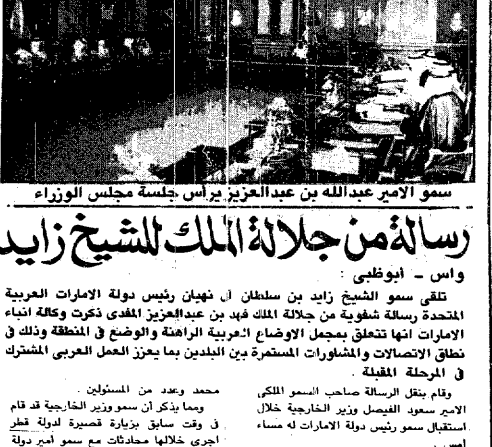 سمو الامير عبدالله بن عبدالعزيز يرأس جلسة مجلس الوزراء
رسالة من جلالة الملك للشيخ زايد
واس - أبوظبى :
تلقى سمو الشيخ زايد بن سلطان آل نهيان رئيس دولة الامارات العربية
المتحدة رسالة شفوية من جلالة الملك فهد بن عبدالعزيز المفدى ذكرت وكالة انباء
الامارات انها تتعلق بمجمل الاوضاع العربية الراهنة والوضع في المنطقة وذلك في
نطاق الاتصالات والمشاورات المستمرة بين البلدين بما يعزز العمل العربى المشترك
في المرحلة المقبلة .
وقام بنقل الرسالة صاحب السمو الملكى
الامير سعود الفيصل وزير الخارجية خلال
استقبال سمو رئيس دولة الامارات له مساء
امس .
محمد وعدد من المسئولين .
ومما يذكر أن سمو وزير الخارجية قد قام
في وقت سابق بزيارة قصيرة لدولة قطر
اجرى خلالها محادثات مع سمو أمير دولة